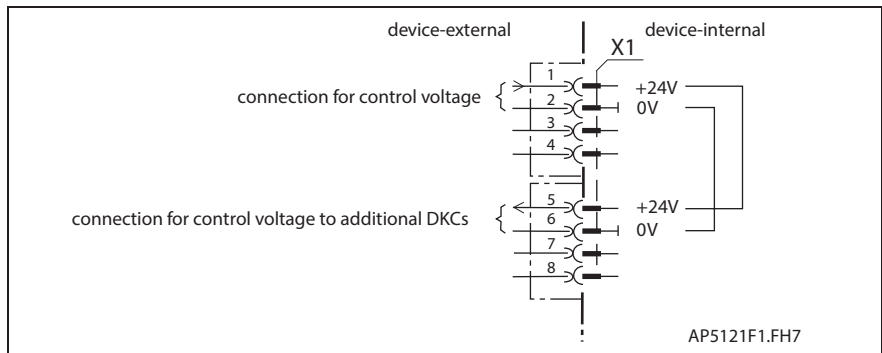 device-external
device-internal
X1
1
+24V
connection for control voltage
2
0V
3
4
5
+24V
connection for control voltage to additional DKCs
6
0V
7
8
AP5121F1.FH7